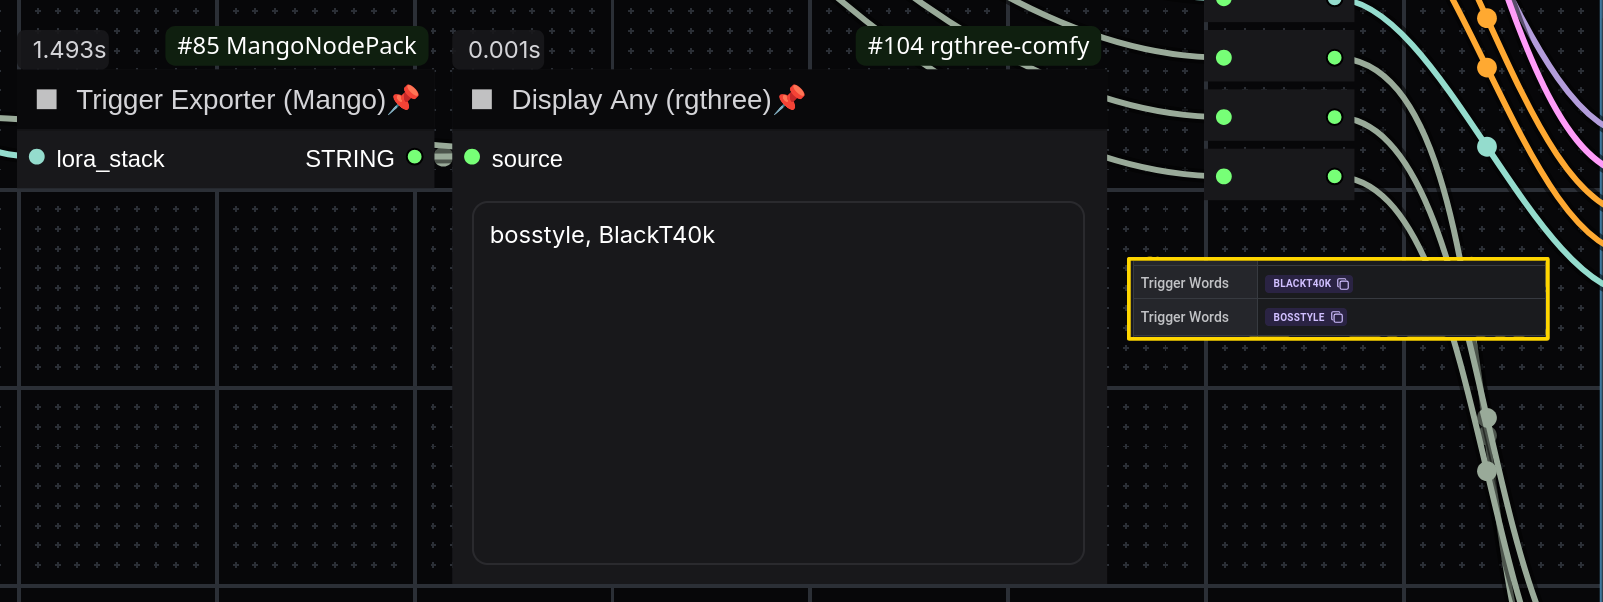 1.493s
#85 MangoNodePack
0.001s
#104 rgthree-comfy
Trigger Exporter (Mango)📌
Display Any (rgthree)📌
lora_stack
STRING
source
bosstyle, BlackT40k
Trigger Words
BLACKT40K
Trigger Words
BOSSTYLE